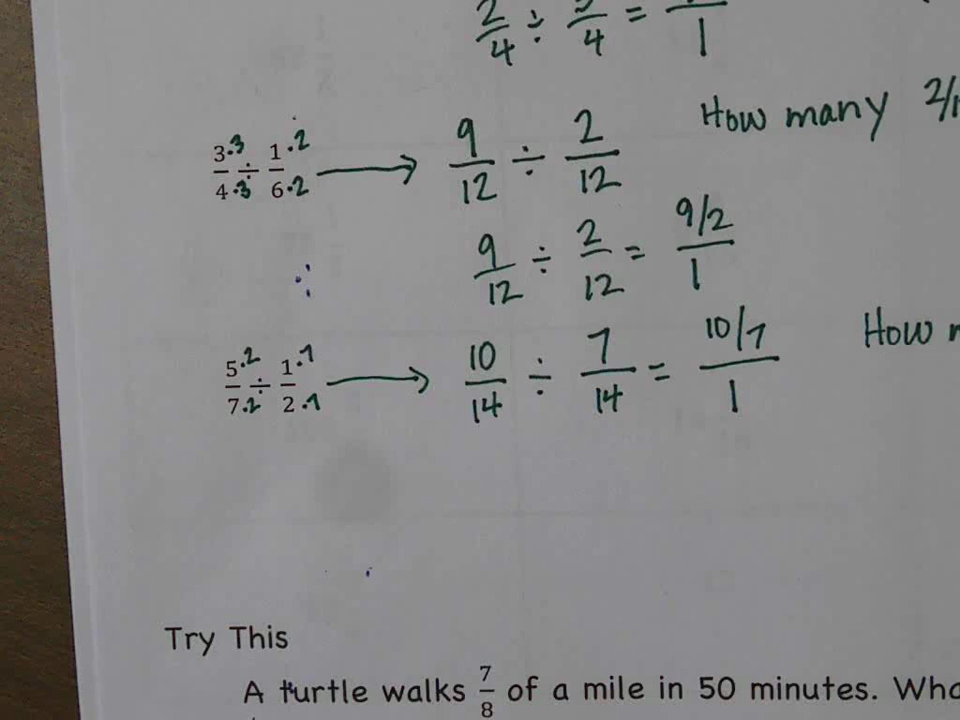 2/4 ÷ 3/4 = /1
3·3/4·3 ÷ 1·2/6·2 → 9/12 ÷ 2/12 How many
9/12 ÷ 2/12 = 9/2/1
5·2/7·2 ÷ 1·7/2·7 → 10/14 ÷ 7/14 = 10/7/1 How
Try This
A turtle walks 7/8 of a mile in 50 minutes.